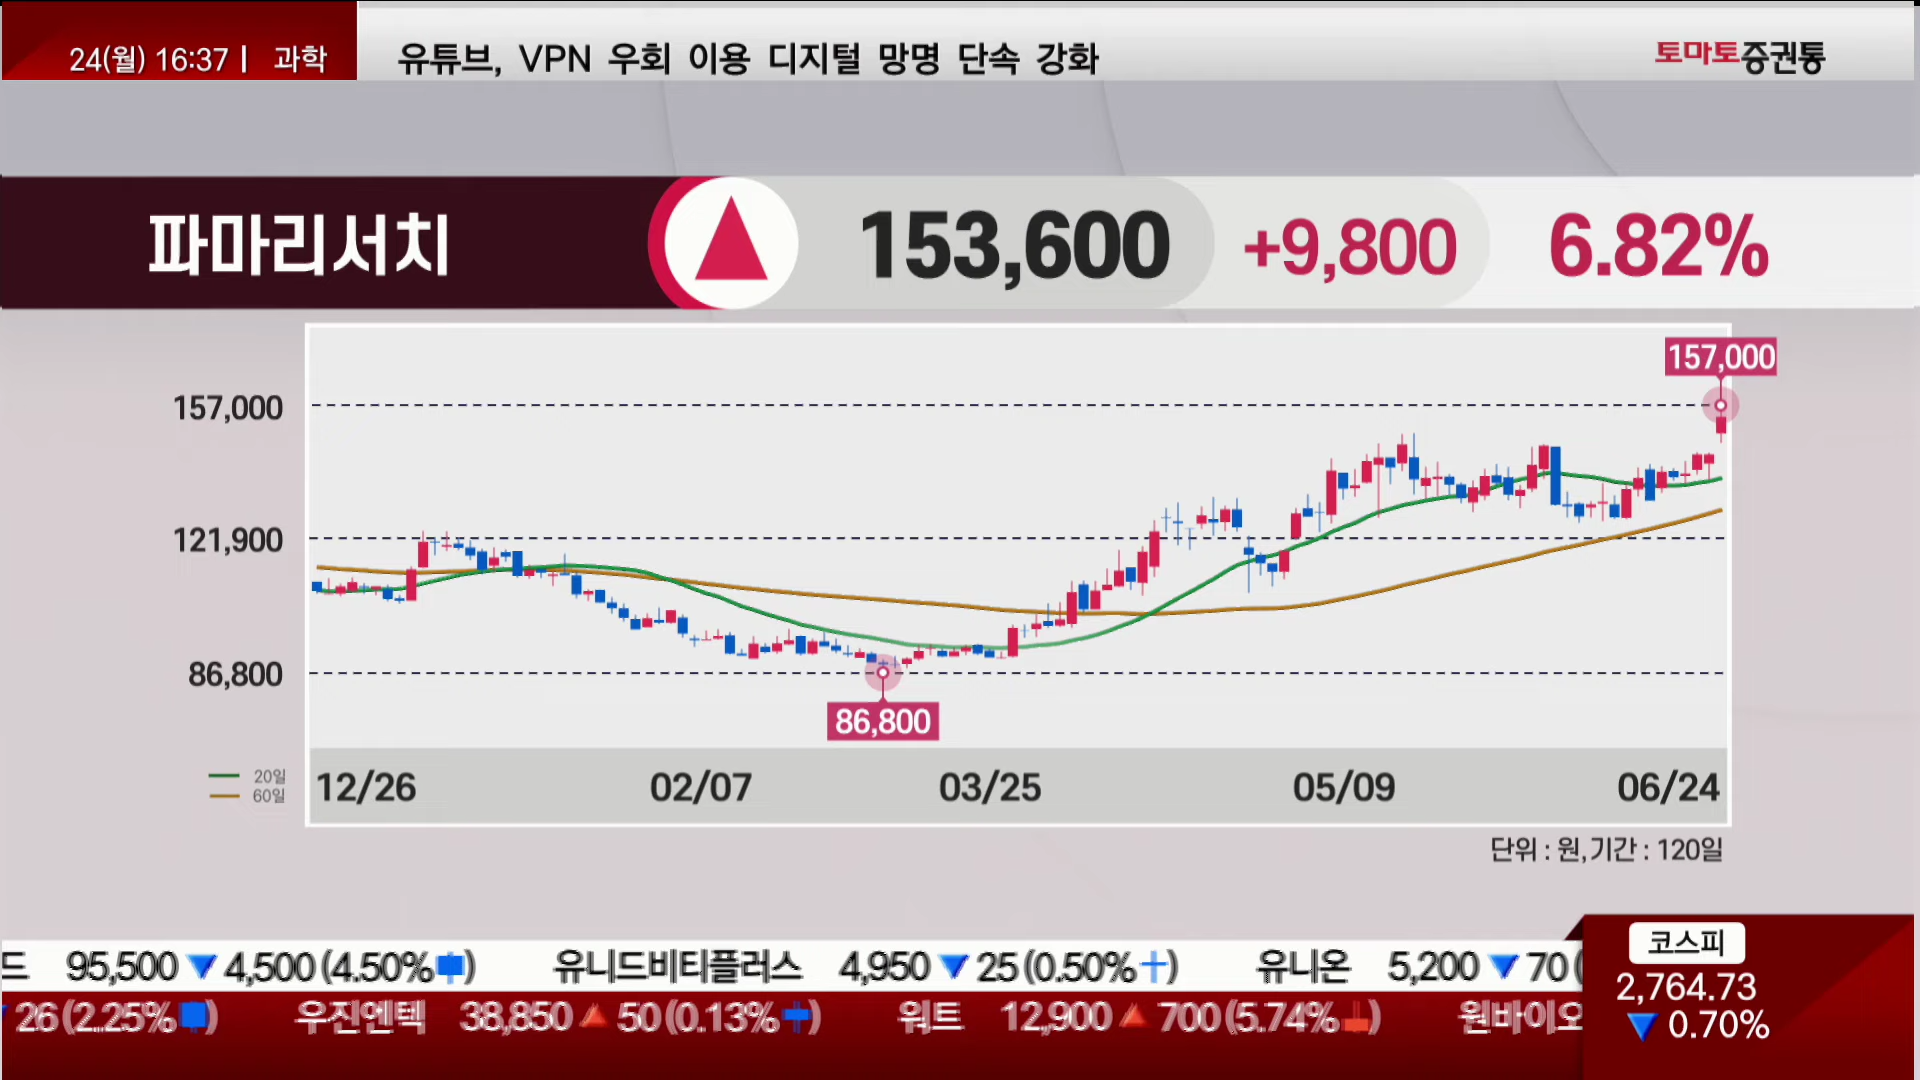 24(월) 16:37 | 과학 유튜브, VPN 우회 이용 디지털 망명 단속 강화 토마토증권통
파마리서치 ▲ 153,600 +9,800 6.82%
157,000
157,000
121,900
86,800
86,800
20일
60일
12/26 02/07 03/25 05/09 06/24
단위 : 원, 기간 : 120일
드 95,500 ▼ 4,500 (4.50%) 유니드비티플러스 4,950 ▼ 25 (0.50%) 유니온 5,200 ▼ 70 (
26 (2.25%) 우진엔텍 38,850 ▲ 50 (0.13%) 워트 12,900 ▲ 700 (5.74%) 원바이오
코스피
2,764.73
▼ 0.70%